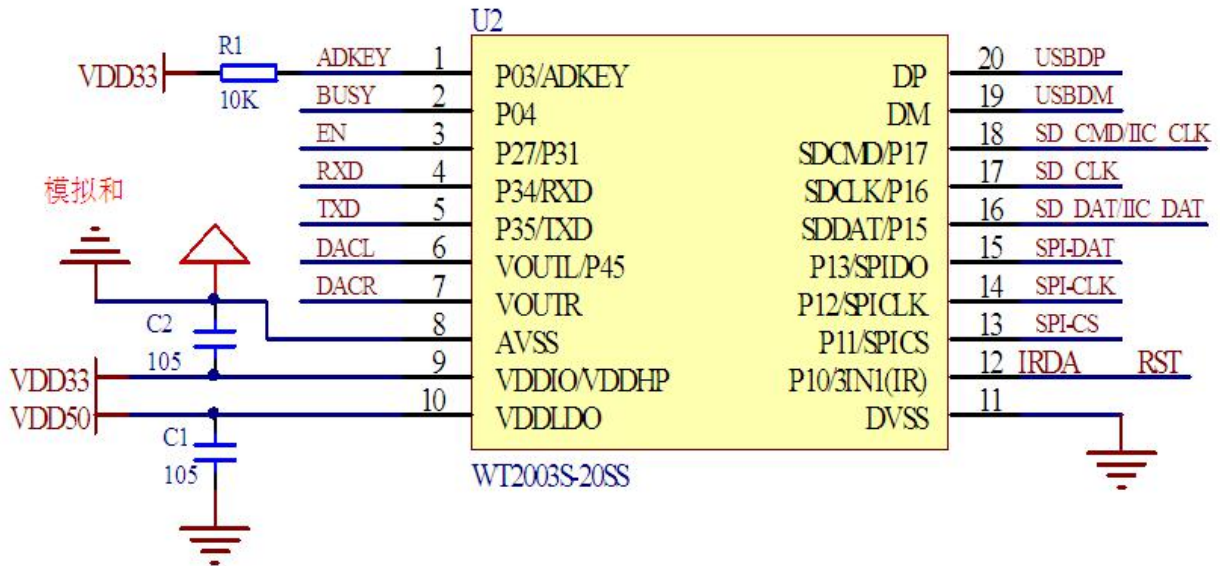 U2
VDD33
R1
10K
ADKEY 1 P03/ADKEY DP 20 USBDP
BUSY 2 P04 DM 19 USBDM
EN 3 P27/P31 SDCMD/P17 18 SD CMD/IIC CLK
RXD 4 P34/RXD SDCLK/P16 17 SD CLK
模拟和
TXD 5 P35/TXD SDDAT/P15 16 SD DAT/IIC DAT
DACL 6 VOUTL/P45 P13/SPIDO 15 SPI-DAT
DACR 7 VOUTR P12/SPICLK 14 SPI-CLK
C2
105
8 AVSS P11/SPICS 13 SPI-CS
VDD33 9 VDDIO/VDDHP P10/3IN1(IR) 12 IRDA RST
VDD50 10 VDDLDO DVSS 11
C1
105
WT2003S-20SS